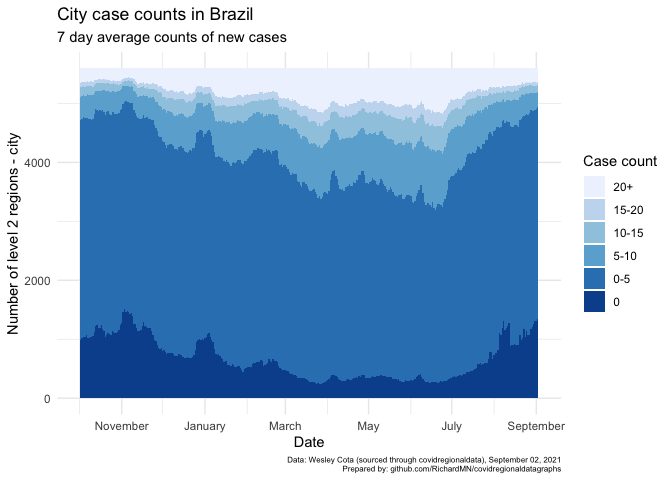 City case counts in Brazil
7 day average counts of new cases
Number of level 2 regions - city
4000
2000
0
November
January
March
May
July
September
Date
Case count
20+
15-20
10-15
5-10
0-5
0
Data: Wesley Cota (sourced through covidregionaldata), September 02, 2021
Prepared by: github.com/RichardMN/covidregionaldatagraphs